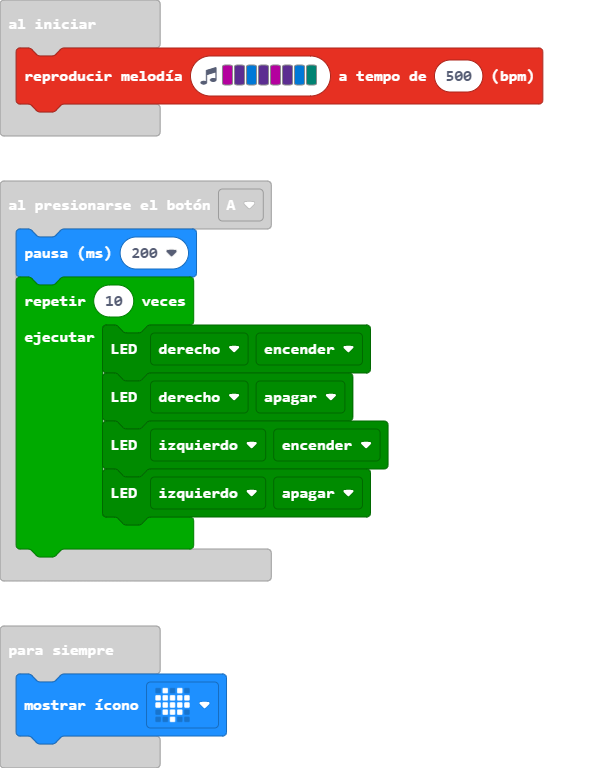 al iniciar
reproducir melodía a tempo de 500 (bpm)
al presionarse el botón A
pausa (ms) 200
repetir 10 veces
ejecutar LED derecho encender
LED derecho apagar
LED izquierdo encender
LED izquierdo apagar
para siempre
mostrar ícono